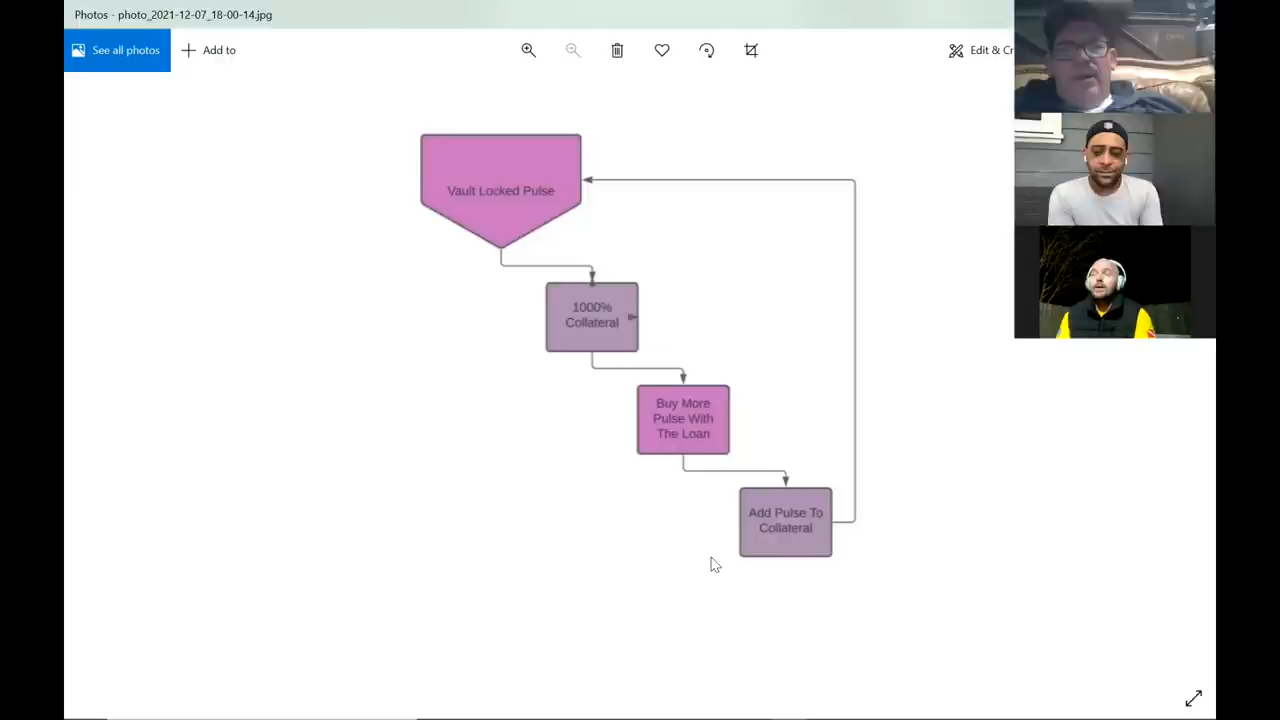 Photos - photo_2021-12-07_18-00-14.jpg
See all photos
Add to
Edit & Cr
Vault Locked Pulse
1000%
Collateral
Buy More
Pulse With
The Loan
Add Pulse To
Collateral